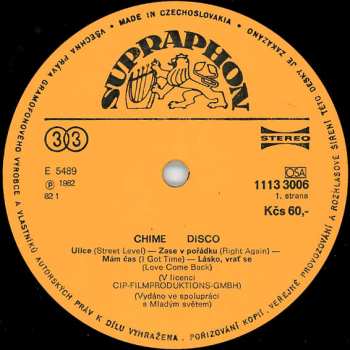 MADE IN CZECHOSLOVAKIA • VŠECHNA PRÁVA GRAMOFONOVÉHO VÝROBCE A VLASTNÍKŮ AUTORSKÝCH PRÁV K DÍLU VYHRAŽENA. POŘIZOVÁNÍ KOPIÍ, VEŘEJNÉ PROVOZOVÁNÍ A ROZHLASOVÉ ŠÍŘENÍ TÉTO DESKY JE ZAKÁZÁNO
SUPRAPHON
33
STEREO
E 5489
℗ 1982
82 1
OSA
1113 3006
1. strana
Kčs 60,-
CHIME DISCO
Ulice (Street Level) — Zase v pořádku (Right Again) —
Mám čas (I Got Time) — Lásko, vrať se
(Love Come Back)
(V licenci
CIP-FILMPRODUKTIONS-GMBH)
(Vydáno ve spolupráci
s Mladým světem)